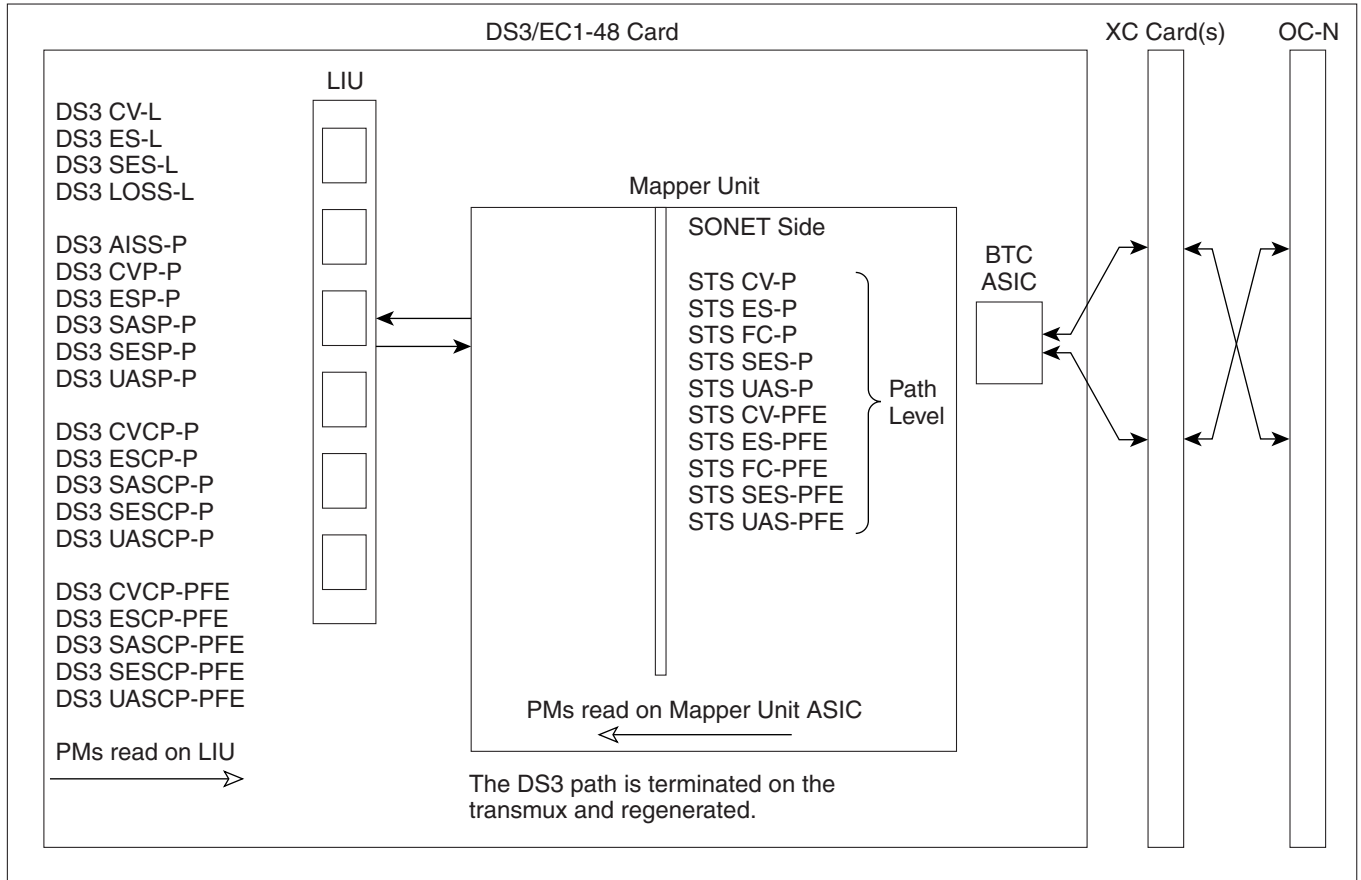 DS3/EC1-48 Card
XC Card(s)
OC-N
LIU
DS3 CV-L
DS3 ES-L
DS3 SES-L
DS3 LOSS-L
DS3 AISS-P
DS3 CVP-P
DS3 ESP-P
DS3 SASP-P
DS3 SESP-P
DS3 UASP-P
DS3 CVCP-P
DS3 ESCP-P
DS3 SASCP-P
DS3 SESCP-P
DS3 UASCP-P
DS3 CVCP-PFE
DS3 ESCP-PFE
DS3 SASCP-PFE
DS3 SESCP-PFE
DS3 UASCP-PFE
PMs read on LIU
Mapper Unit
SONET Side
STS CV-P
STS ES-P
STS FC-P
STS SES-P
STS UAS-P
STS CV-PFE
STS ES-PFE
STS FC-PFE
STS SES-PFE
STS UAS-PFE
Path
Level
BTC
ASIC
PMs read on Mapper Unit ASIC
The DS3 path is terminated on the
transmux and regenerated.